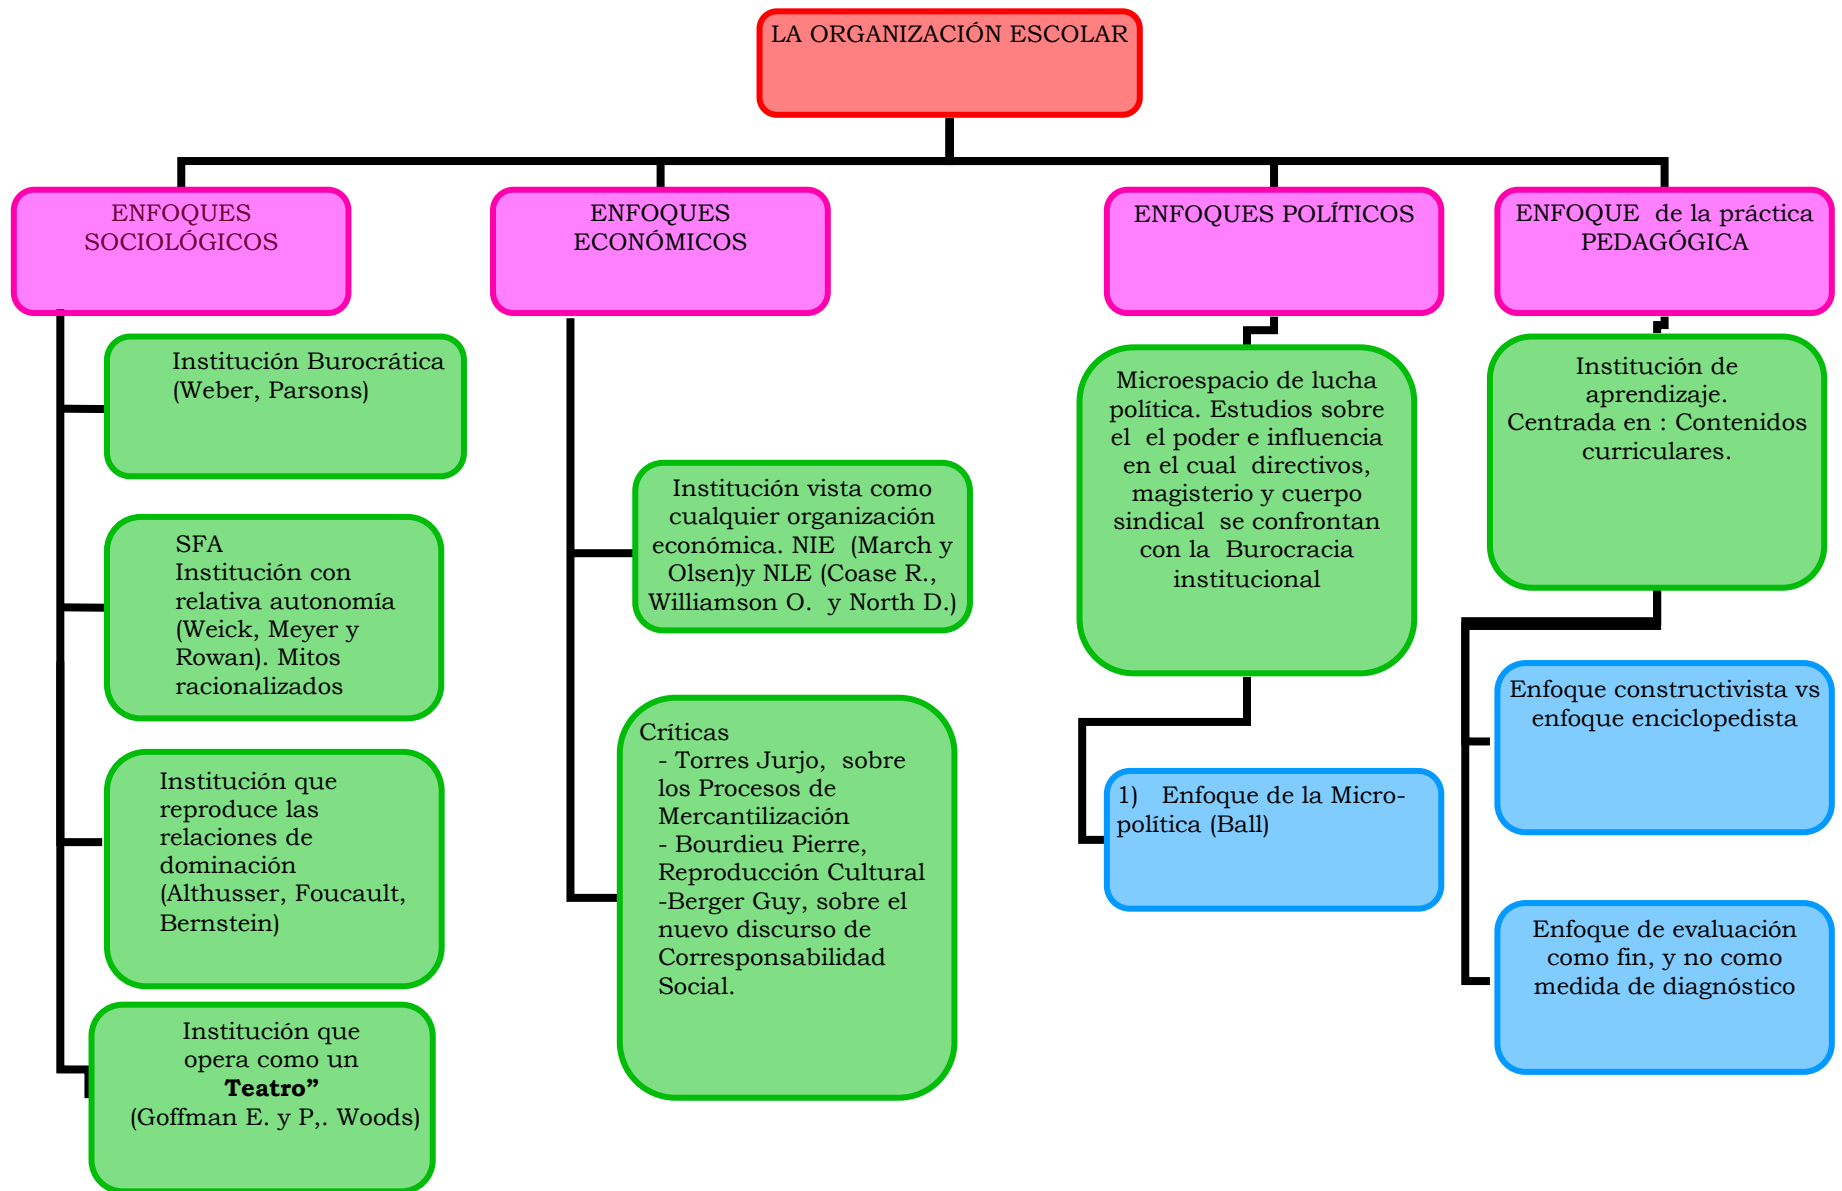 LA ORGANIZACIÓN ESCOLAR
ENFOQUES
SOCIOLÓGICOS
Institución Burocrática
(Weber, Parsons)
SFA
Institución con
relativa autonomía
(Weick, Meyer y
Rowan). Mitos
racionalizados
Institución que
reproduce las
relaciones de
dominación
(Althusser, Foucault,
Bernstein)
Institución que
opera como un
Teatro”
(Goffman E. y P,. Woods)
ENFOQUES
ECONÓMICOS
Institución vista como
cualquier organización
económica. NIE (March y
Olsen)y NLE (Coase R.,
Williamson O. y North D.)
Críticas
- Torres Jurjo, sobre
los Procesos de
Mercantilización
- Bourdieu Pierre,
Reproducción Cultural
-Berger Guy, sobre el
nuevo discurso de
Corresponsabilidad
Social.
ENFOQUES POLÍTICOS
Microespacio de lucha
política. Estudios sobre
el el poder e influencia
en el cual directivos,
magisterio y cuerpo
sindical se confrontan
con la Burocracia
institucional
1) Enfoque de la Micro-
política (Ball)
ENFOQUE de la práctica
PEDAGÓGICA
Institución de
aprendizaje.
Centrada en : Contenidos
curriculares.
Enfoque constructivista vs
enfoque enciclopedista
Enfoque de evaluación
como fin, y no como
medida de diagnóstico